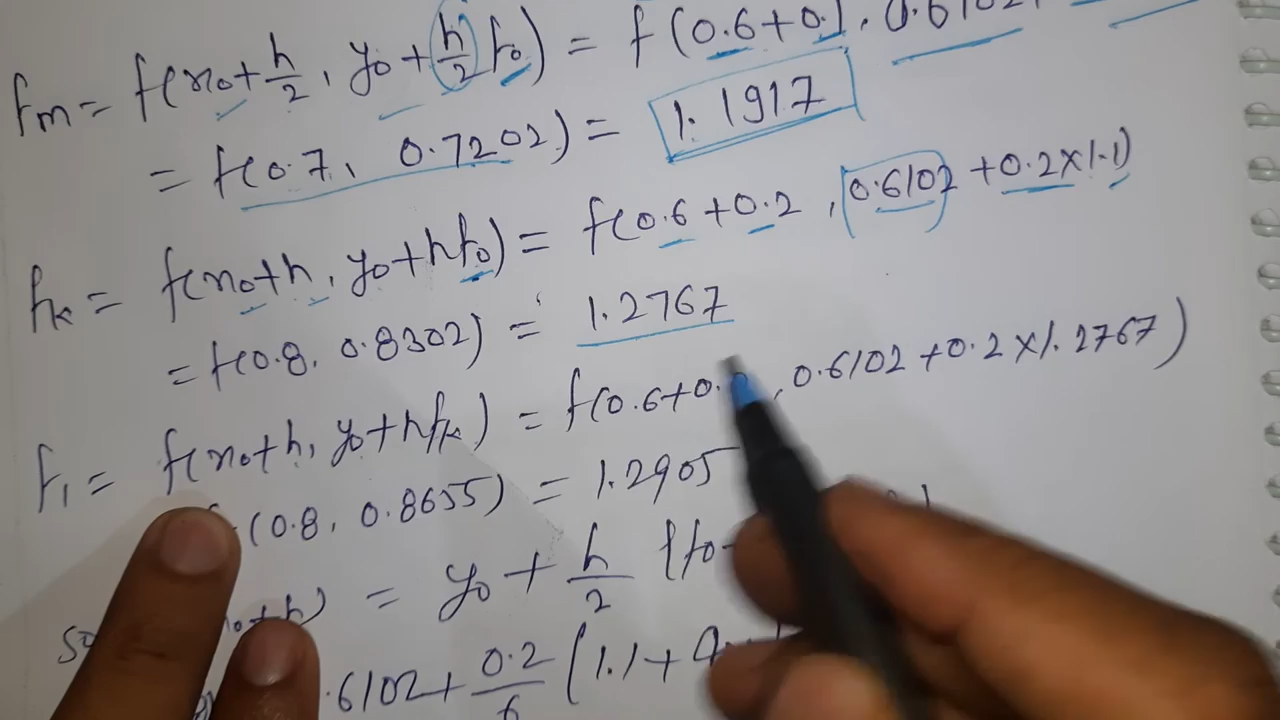 fm = f(x₀+h/2, y₀+h/2 f₀) = f(0.6+0.1, 0.6102
= f(0.7, 0.7202) = 1.1917
fk = f(x₀+h, y₀+hf₀) = f(0.6+0.2, 0.6102+0.2×1.1)
= f(0.8, 0.8302) = 1.2767
f₁ = f(x₀+h, y₀+hfk) = f(0.6+0. , 0.6102+0.2×1.2767)
(0.8, 0.8655) = 1.2905
so ₀+h) = y₀ + h/2 (f₀
.6102+ 0.2/6 (1.1+